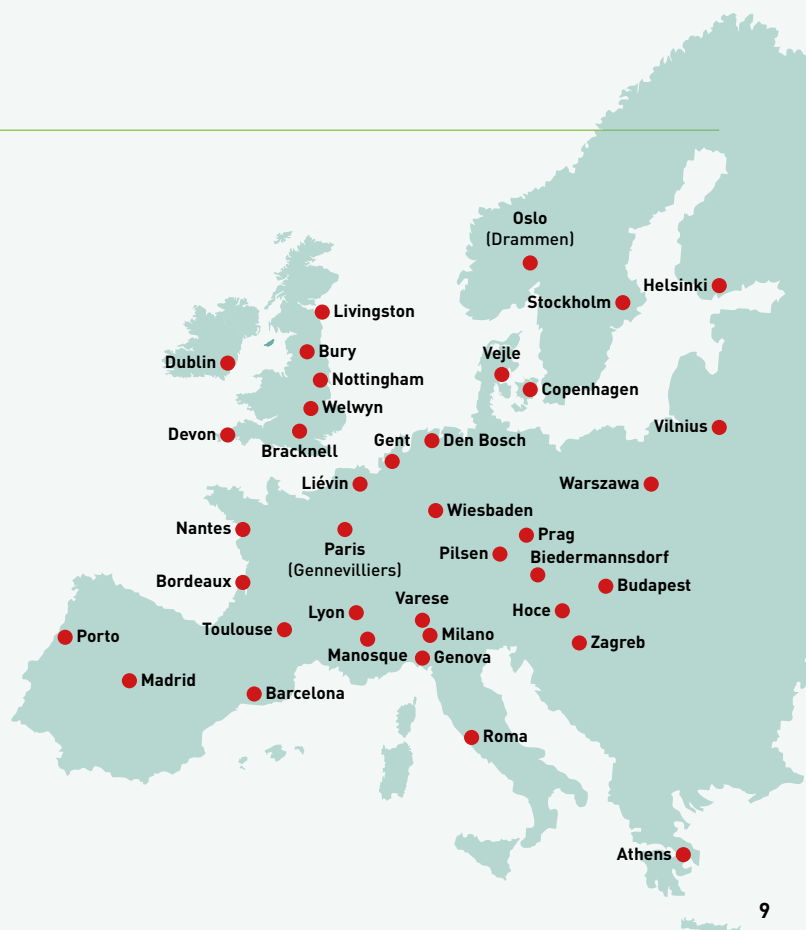 Oslo
(Drammen)
Helsinki
Stockholm
Livingston
Bury
Vejle
Dublin
Nottingham
Copenhagen
Welwyn
Vilnius
Devon
Gent
Den Bosch
Bracknell
Liévin
Warszawa
Wiesbaden
Nantes
Prag
Paris
(Gennevilliers)
Pilsen
Biedermannsdorf
Bordeaux
Budapest
Varese
Lyon
Hoce
Toulouse
Milano
Porto
Zagreb
Manosque
Genova
Madrid
Barcelona
Roma
Athens
9